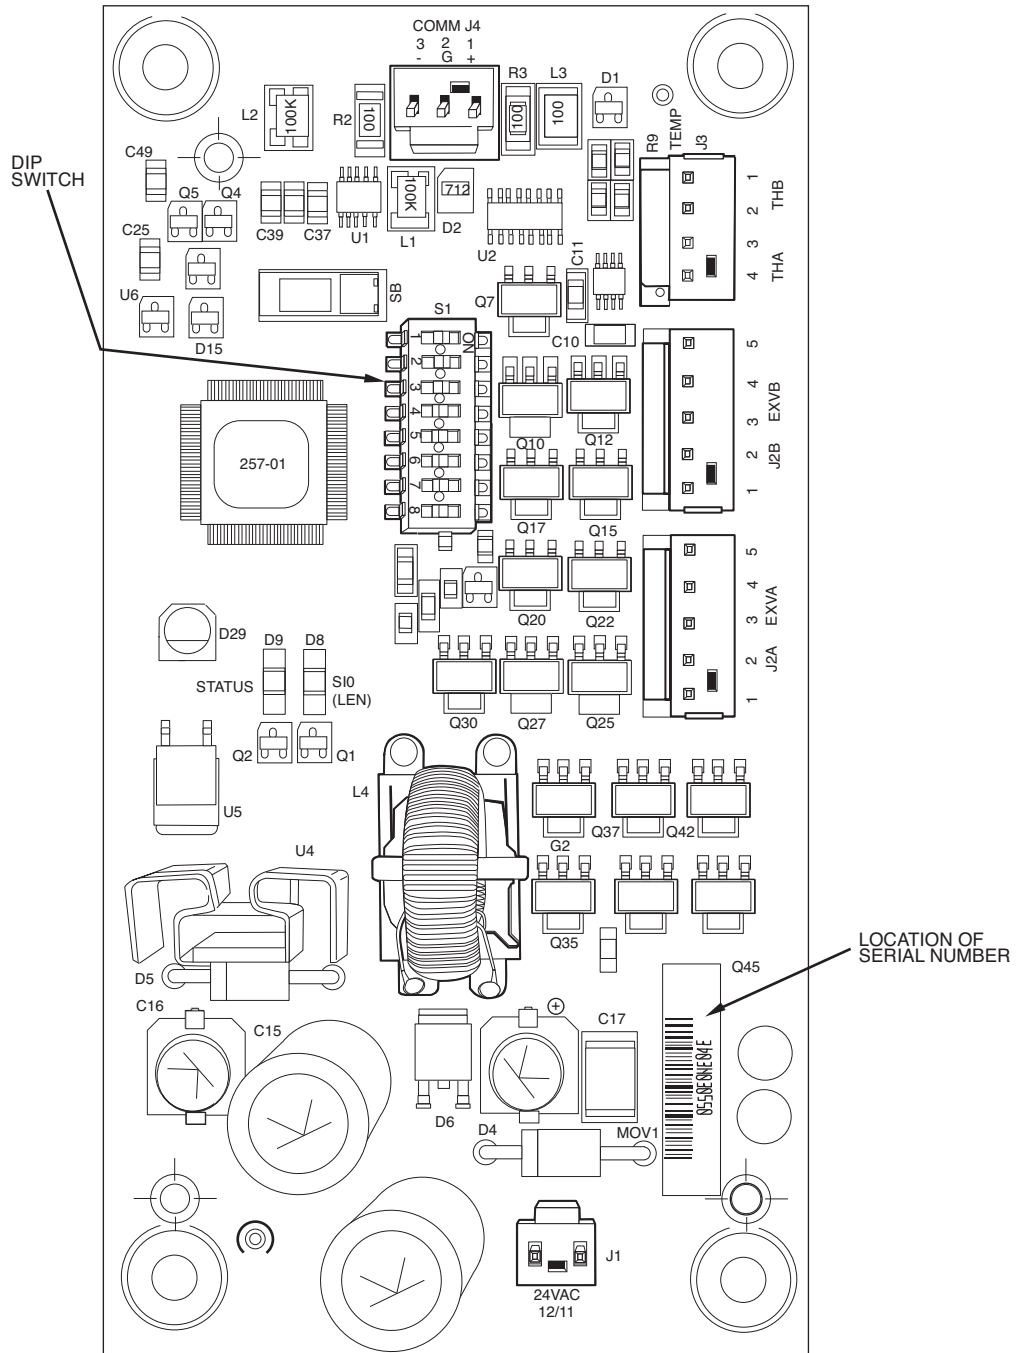 COMM J4
3 2 1
- G +
R3 L3 D1
L2
100K
R2
100
100
100
R9
TEMP
J3
DIP
SWITCH
C49
Q5 Q4
C25
U6
D15
C39 C37
U1
100K
L1
712
D2
U2
C11
1
2
3
4
THB
THA
SB
S1
Q7
C10
ON
1
2
3
4
5
6
7
8
257-01
Q10 Q12
Q17 Q15
Q20 Q22
Q30 Q27 Q25
5
4
3
2
1
EXVB
J2B
5
4
3
2
1
EXVA
J2A
D29
D9 D8
STATUS
SI0
(LEN)
Q2 Q1
U5
L4
U4
Q37 Q42
G2
Q35
D5
C16
C15
LOCATION OF
SERIAL NUMBER
Q45
0550E0NE04E
C17
D6
D4
MOV1
J1
24VAC
12/11